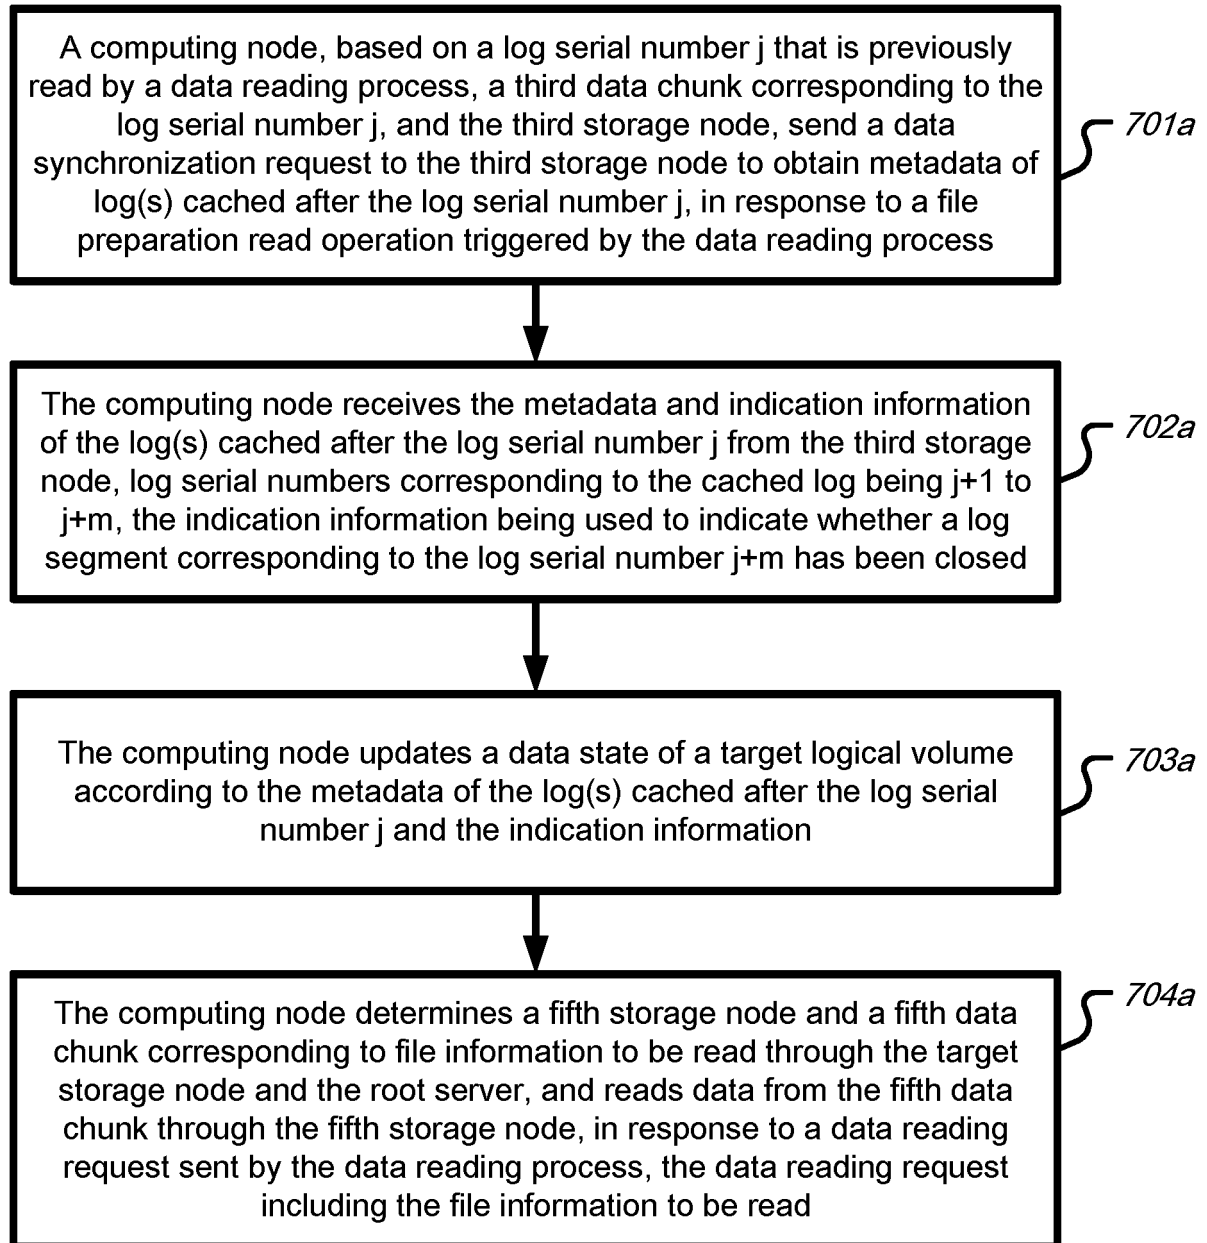 A computing node, based on a log serial number j that is previously
read by a data reading process, a third data chunk corresponding to the
log serial number j, and the third storage node, send a data
synchronization request to the third storage node to obtain metadata of
log(s) cached after the log serial number j, in response to a file
preparation read operation triggered by the data reading process
701a
The computing node receives the metadata and indication information
of the log(s) cached after the log serial number j from the third storage
node, log serial numbers corresponding to the cached log being j+1 to
j+m, the indication information being used to indicate whether a log
segment corresponding to the log serial number j+m has been closed
702a
The computing node updates a data state of a target logical volume
according to the metadata of the log(s) cached after the log serial
number j and the indication information
703a
The computing node determines a fifth storage node and a fifth data
chunk corresponding to file information to be read through the target
storage node and the root server, and reads data from the fifth data
chunk through the fifth storage node, in response to a data reading
request sent by the data reading process, the data reading request
including the file information to be read
704a